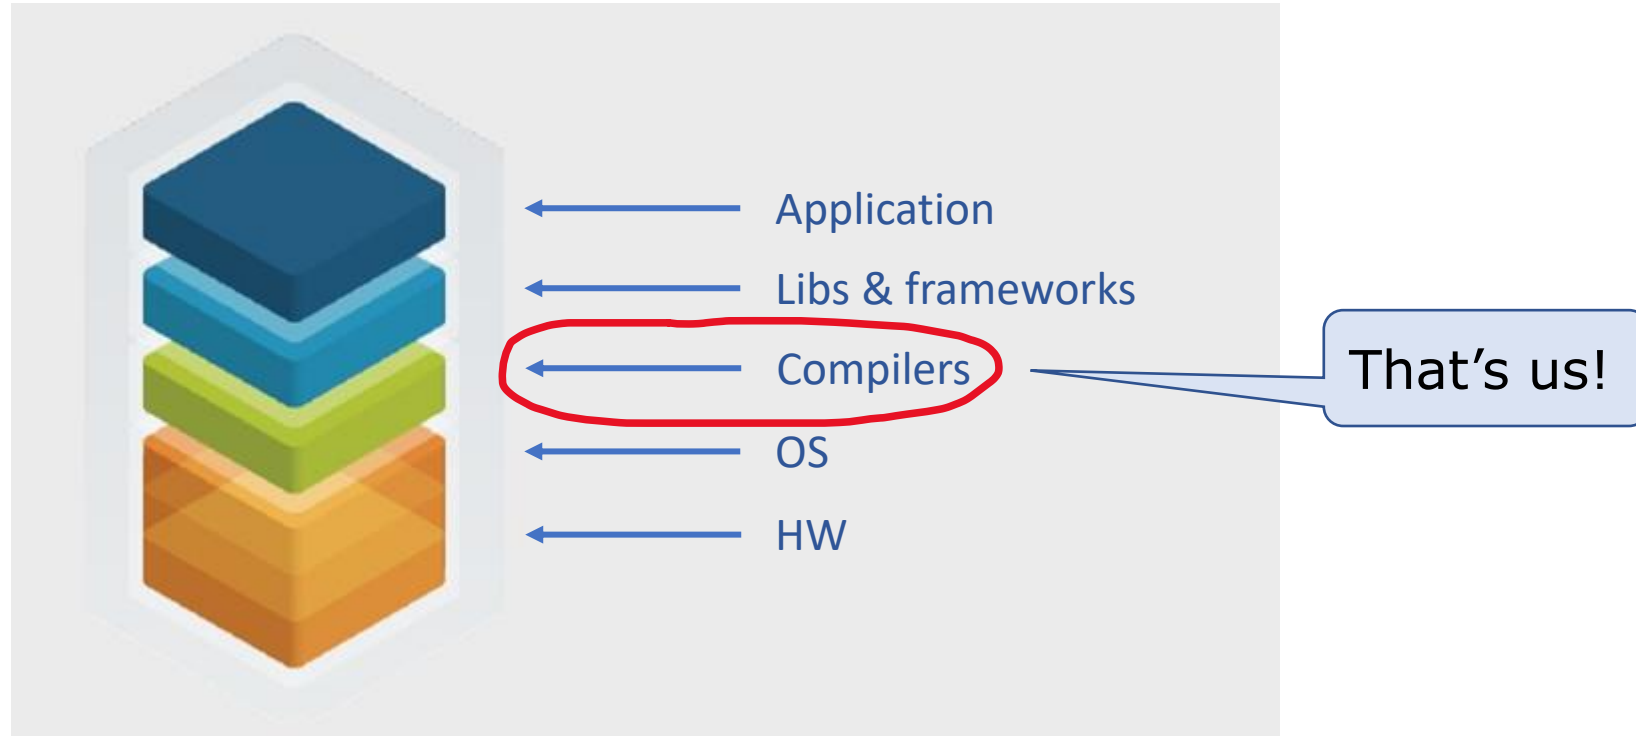 Application
Libs & frameworks
Compilers
That’s us!
OS
HW